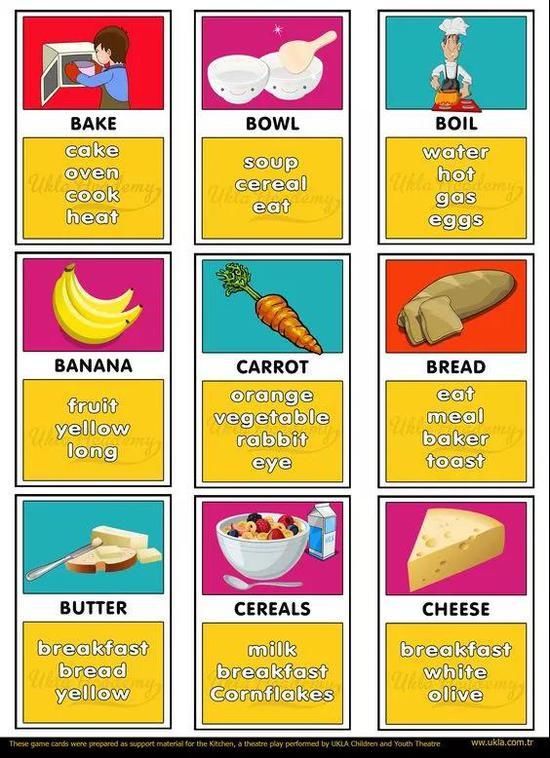 BAKE
cake
oven
cook
heat
BOWL
soup
cereal
eat
BOIL
water
hot
gas
eggs
BANANA
fruit
yellow
long
CARROT
orange
vegetable
rabbit
eye
BREAD
eat
meal
baker
toast
BUTTER
breakfast
bread
yellow
CEREALS
MILK
milk
breakfast
Cornflakes
CHEESE
breakfast
white
olive
Ukla Academy
These game cards were prepared as support material for the Kitchen, a theatre play performed by UKLA Children and Youth Theatre
www.ukla.com.tr